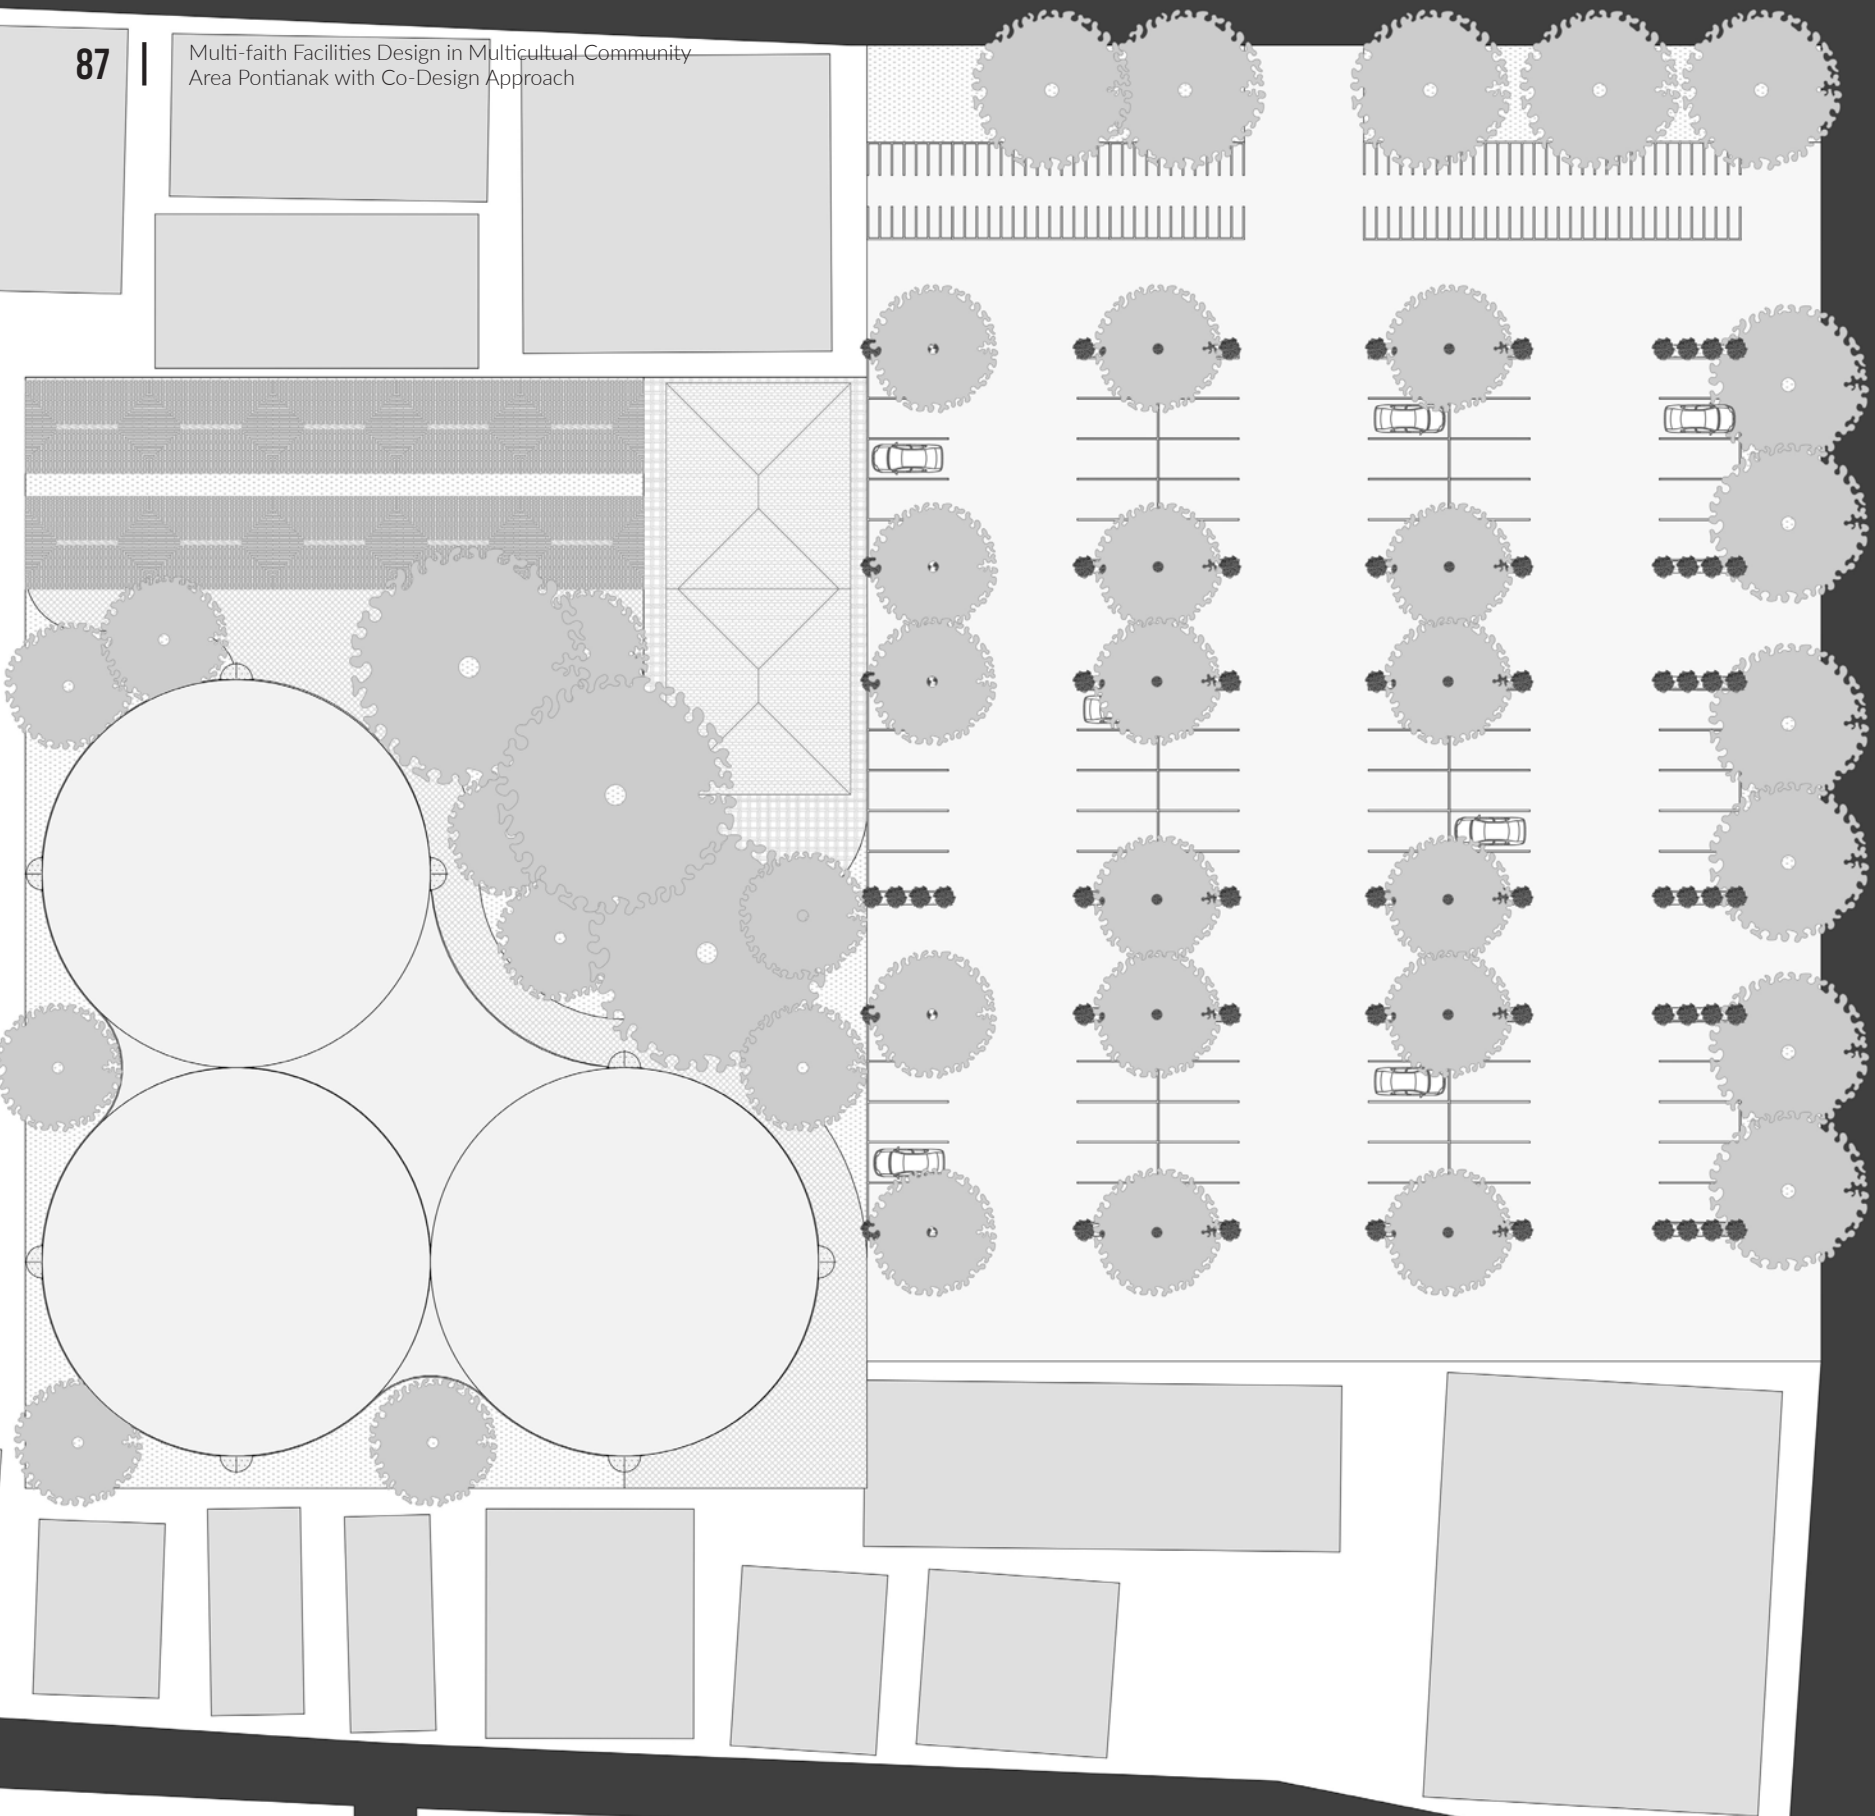 87
Multi-faith Facilities Design in Multicultual Community
Area Pontianak with Co-Design Approach